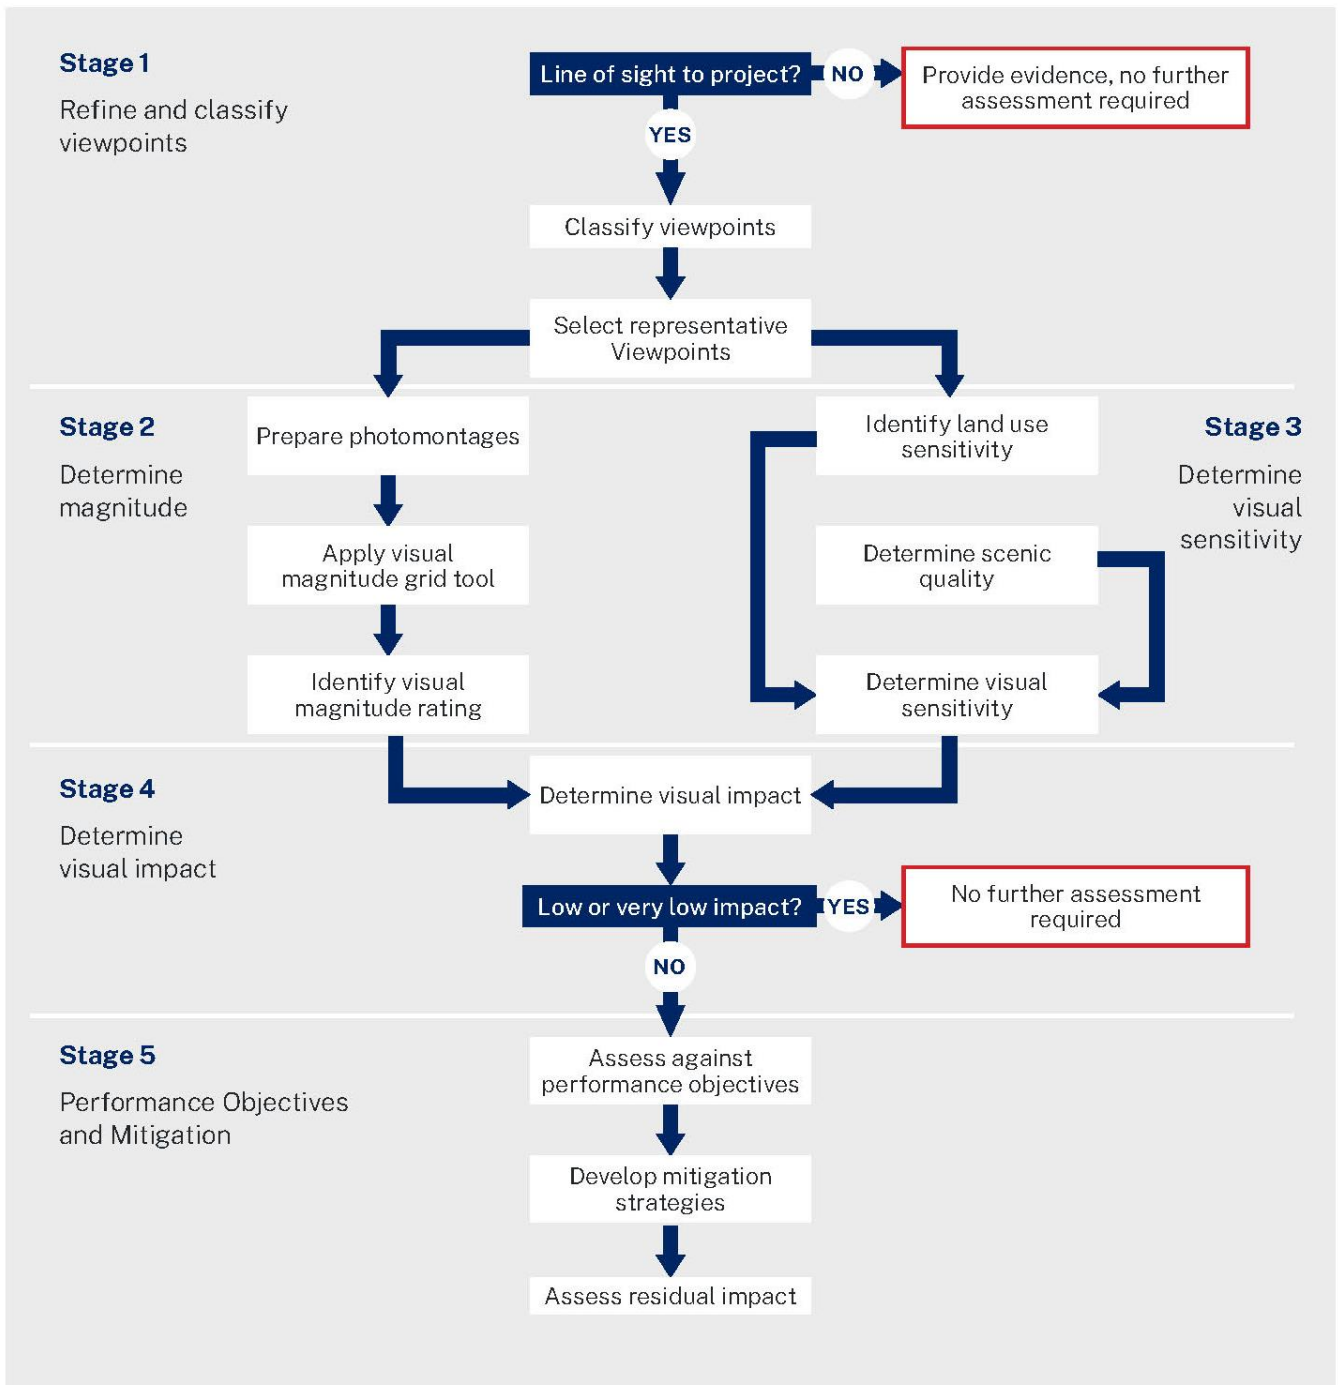 Stage 1
Refine and classify
viewpoints
Line of sight to project?
NO
Provide evidence, no further
assessment required
YES
Classify viewpoints
Select representative
Viewpoints
Stage 2
Determine
magnitude
Prepare photomontages
Apply visual
magnitude grid tool
Identify visual
magnitude rating
Identify land use
sensitivity
Determine scenic
quality
Determine visual
sensitivity
Stage 3
Determine
visual
sensitivity
Stage 4
Determine
visual impact
Determine visual impact
Low or very low impact?
YES
No further assessment
required
NO
Stage 5
Performance Objectives
and Mitigation
Assess against
performance objectives
Develop mitigation
strategies
Assess residual impact